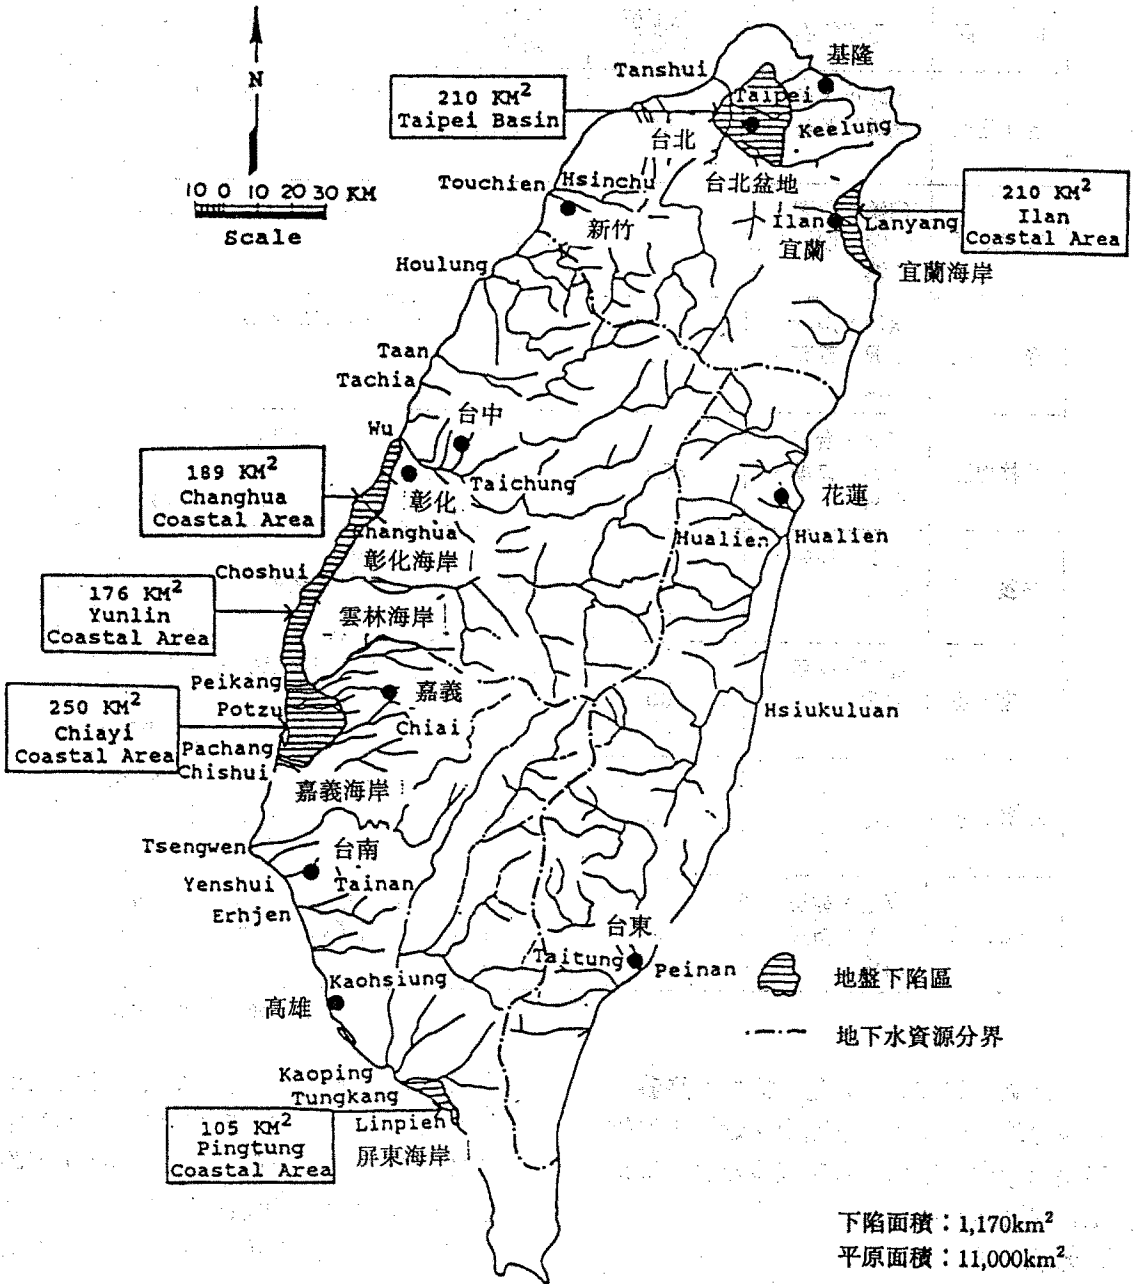 N
10 0 10 20 30 KM
Scale
基隆
Tanshui
210 KM²
Taipei Basin
Taipei
Keelung
台北
台北盆地
Touchien
Hsinchu
新竹
210 KM²
Ilan
Coastal Area
Ilan
Lanyang
宜蘭
宜蘭海岸
Houlung
Taan
Tachia
台中
Wu
Taichung
189 KM²
Changhua
Coastal Area
彰化
Changhua
彰化海岸
花蓮
Hualien
Hualien
Choshui
176 KM²
Yunlin
Coastal Area
雲林海岸
Peikang
Potzu
嘉義
Chiai
250 KM²
Chiayi
Coastal Area
Pachang
Chishui
嘉義海岸
Hsiukuluan
Tsengwen
台南
Yenshui
Tainan
Erhjen
台東
Taitung
Peinan
Kaohsiung
高雄
地盤下陷區
地下水資源分界
Kaoping
Tungkang
Linpien
105 KM²
Pingtung
Coastal Area
屏東海岸
下陷面積：1,170km²
平原面積：11,000km²